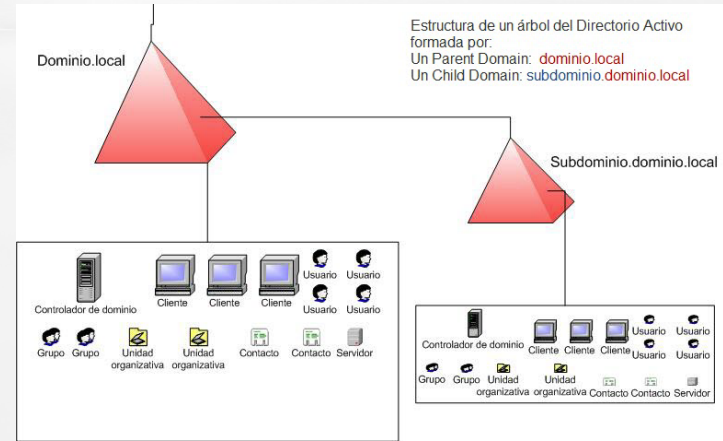 Estructura de un árbol del Directorio Activo
formada por:
Un Parent Domain: dominio.local
Un Child Domain: subdominio.dominio.local
Dominio.local
Subdominio.dominio.local
Controlador de dominio
Cliente
Cliente
Cliente
Usuario Usuario
Usuario Usuario
Grupo Grupo
Unidad
organizativa
Unidad
organizativa
Contacto Contacto Servidor
Controlador de dominio
Cliente Cliente Cliente
Usuario Usuario
Usuario Usuario
Grupo Grupo
Unidad
organizativa
Unidad
organizativa
Contacto Contacto Servidor